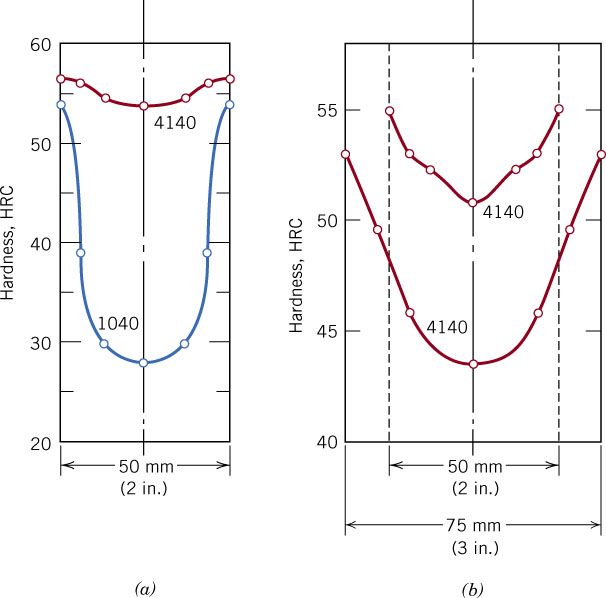 Hardness, HRC
60
50
40
30
20
4140
1040
50 mm
(2 in.)
(a)
Hardness, HRC
55
50
45
40
4140
4140
50 mm
(2 in.)
75 mm
(3 in.)
(b)